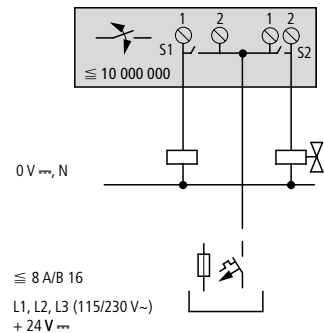 1 2 1 2
S1 S2
≦ 10 000 000
0 V ⎓, N
≦ 8 A/B 16
L1, L2, L3 (115/230 V~)
+ 24 V ⎓